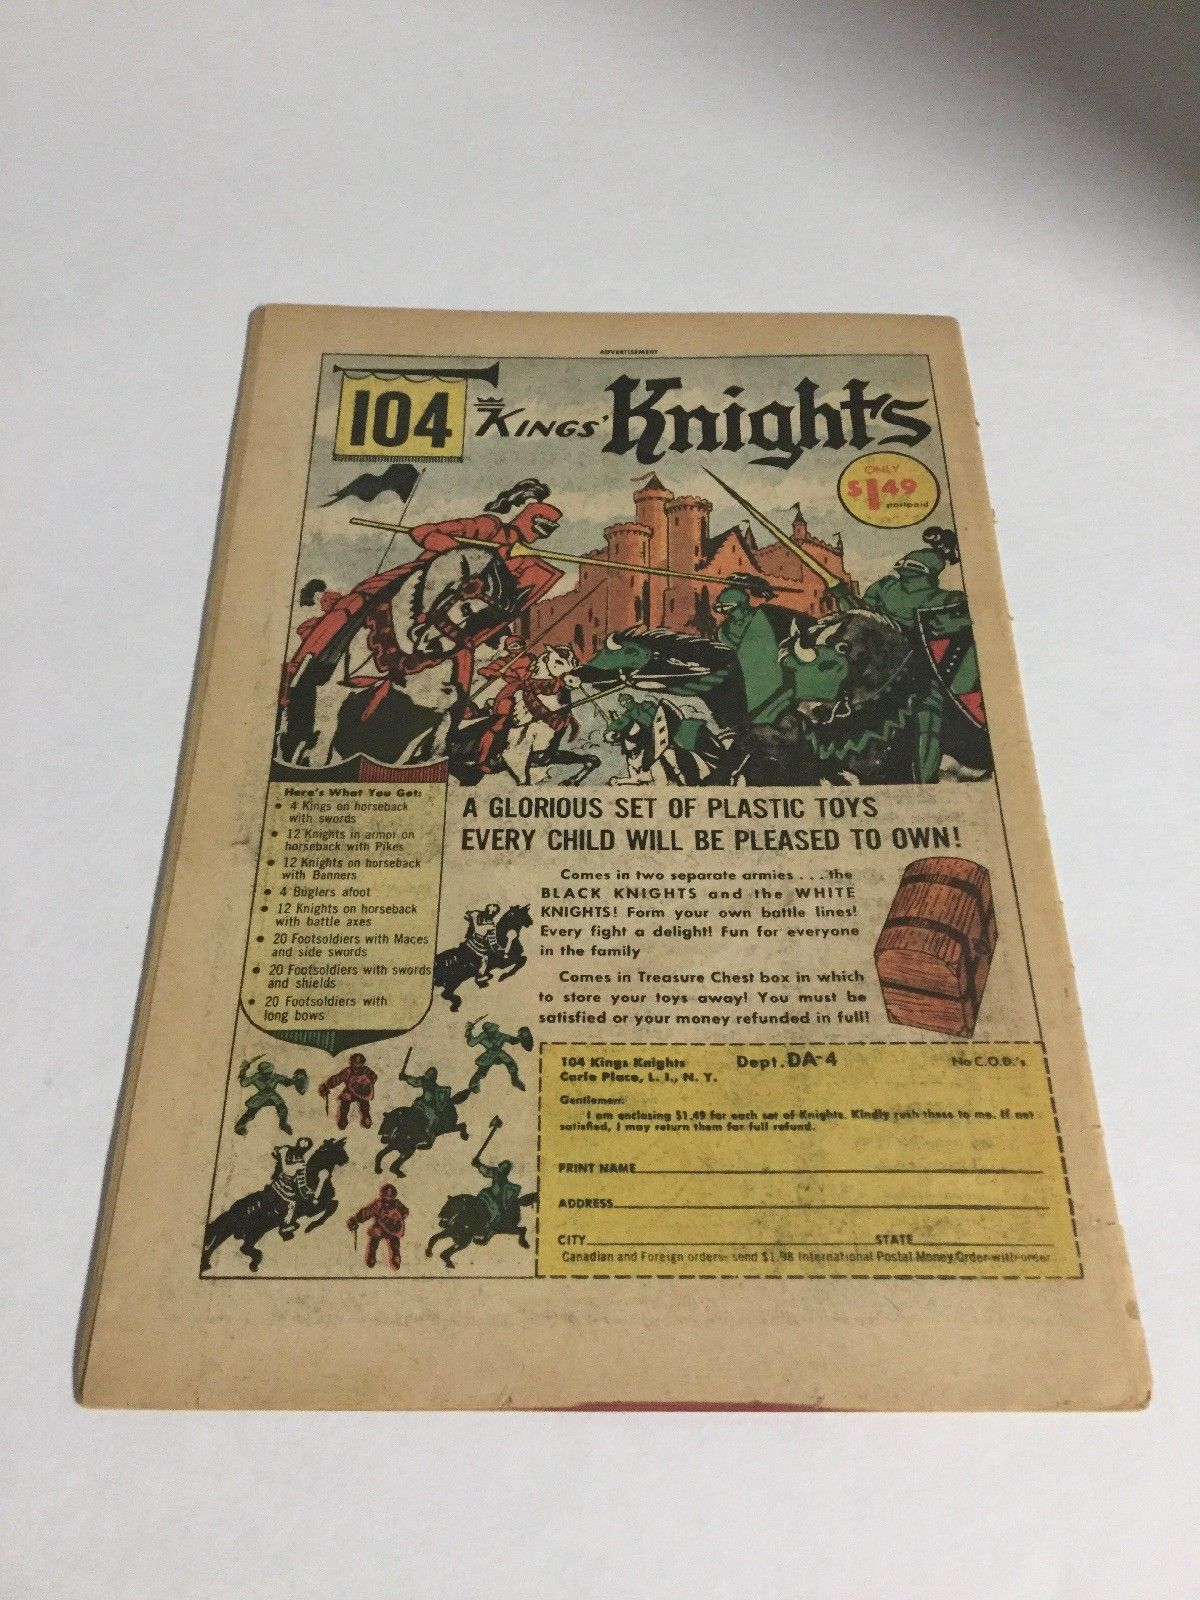 ADVERTISEMENT
104
KINGS' Knights
ONLY
$1.49
postpaid
Here's What You Get:
• 4 Kings on horseback
with swords
• 12 Knights in armor on
horseback with Pikes
• 12 Knights on horseback
with Banners
• 4 Buglers afoot
• 12 Knights on horseback
with battle axes
• 20 Footsoldiers with Maces
and side swords
• 20 Footsoldiers with swords
and shields
• 20 Footsoldiers with
long bows
A GLORIOUS SET OF PLASTIC TOYS
EVERY CHILD WILL BE PLEASED TO OWN!
Comes in two separate armies . . . the
BLACK KNIGHTS and the WHITE
KNIGHTS! Form your own battle lines!
Every fight a delight! Fun for everyone
in the family
Comes in Treasure Chest box in which
to store your toys away! You must be
satisfied or your money refunded in full!
104 Kings Knights Dept. DA-4 No C.O.D.'s
Carle Place, L. I., N. Y.
Gentlemen:
I am enclosing $1.49 for each set of Knights. Kindly rush these to me. If not
satisfied, I may return them for full refund.
PRINT NAME
ADDRESS
CITY STATE
Canadian and Foreign orders: send $1.98 International Postal Money Order with order